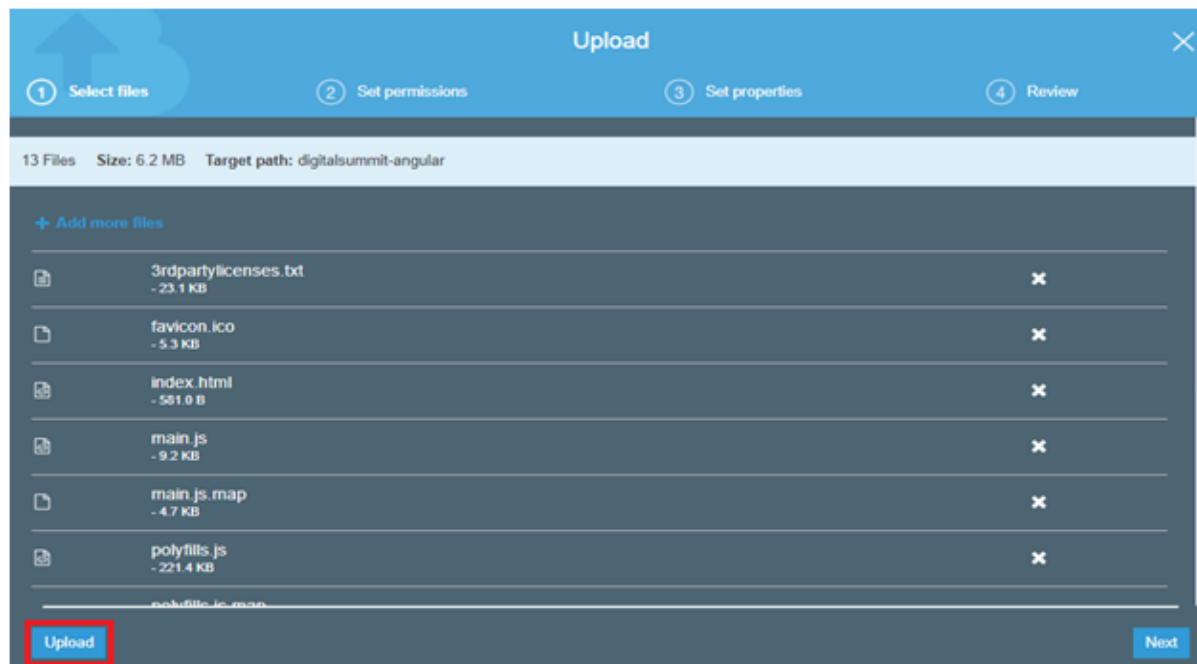 Upload
1 Select files 2 Set permissions 3 Set properties 4 Review
13 Files Size: 6.2 MB Target path: digitalsummit-angular
+ Add more files
3rdpartylicenses.txt
- 23.1 KB
favicon.ico
- 5.3 KB
index.html
- 581.0 B
main.js
- 9.2 KB
main.js.map
- 4.7 KB
polyfills.js
- 221.4 KB
polyfills.js.map
Upload Next